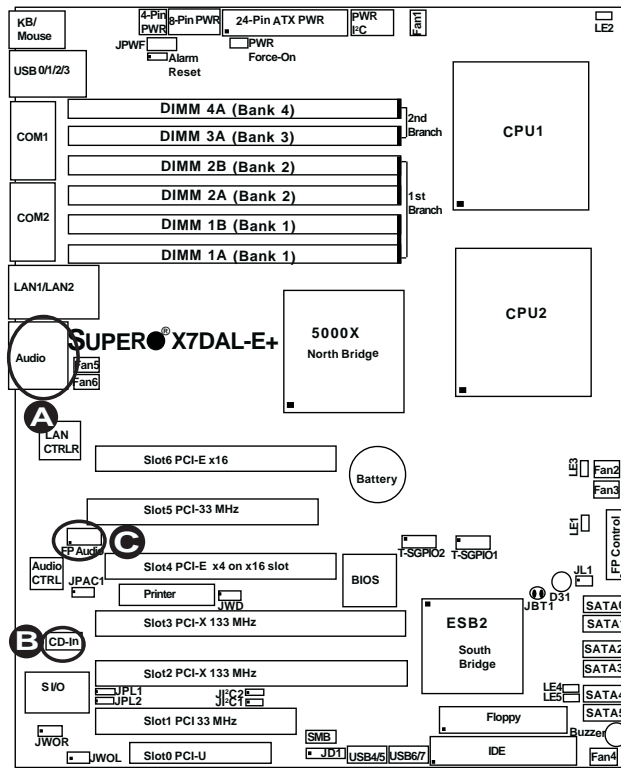 KB/
Mouse
4-Pin
PWR
8-Pin PWR
24-Pin ATX PWR
PWR
I²C
Fan1
LE2
JPWF
Alarm
Reset
PWR
Force-On
USB 0/1/2/3
DIMM 4A (Bank 4)
DIMM 3A (Bank 3)
2nd
Branch
DIMM 2B (Bank 2)
DIMM 2A (Bank 2)
DIMM 1B (Bank 1)
DIMM 1A (Bank 1)
1st
Branch
COM1
COM2
CPU1
CPU2
LAN1/LAN2
Audio
SUPER® X7DAL-E+
Fan5
Fan6
5000X
North Bridge
A
LAN
CTRLR
Slot6 PCI-E x16
Battery
LE3
Fan2
Fan3
Slot5 PCI-33 MHz
LE1
FP Control
FP Audio
C
T-SGPIO2
T-SGPIO1
Audio
CTRL
Slot4 PCI-E x4 on x16 slot
BIOS
JPAC1
Printer
JWD
JL1
D31
JBT1
SATA0
SATA1
Slot3 PCI-X 133 MHz
ESB2
South
Bridge
B
CD-In
SATA2
SATA3
Slot2 PCI-X 133 MHz
S I/O
JPL1
JPL2
JI²C2
JI²C1
LE4
LE5
SATA4
SATA5
Slot1 PCI 33 MHz
Floppy
Buzzer
JWOR
SMB
JWOL
Slot0 PCI-U
JD1
USB4/5
USB6/7
IDE
Fan4